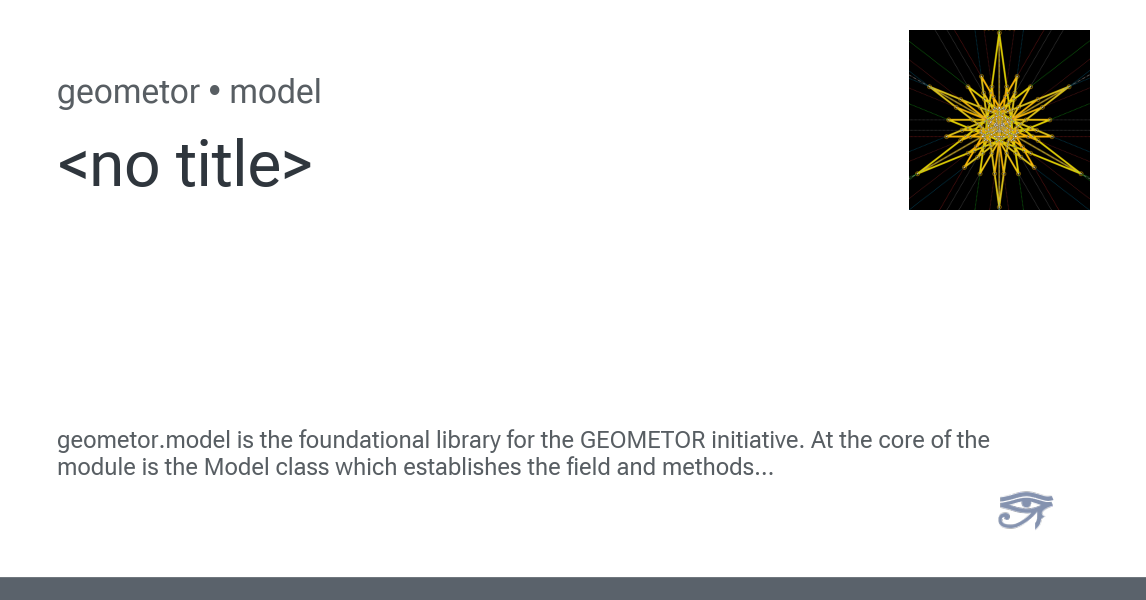 geometor • model
<no title>
geometor.model is the foundational library for the GEOMETOR initiative. At the core of the
module is the Model class which establishes the field and methods...